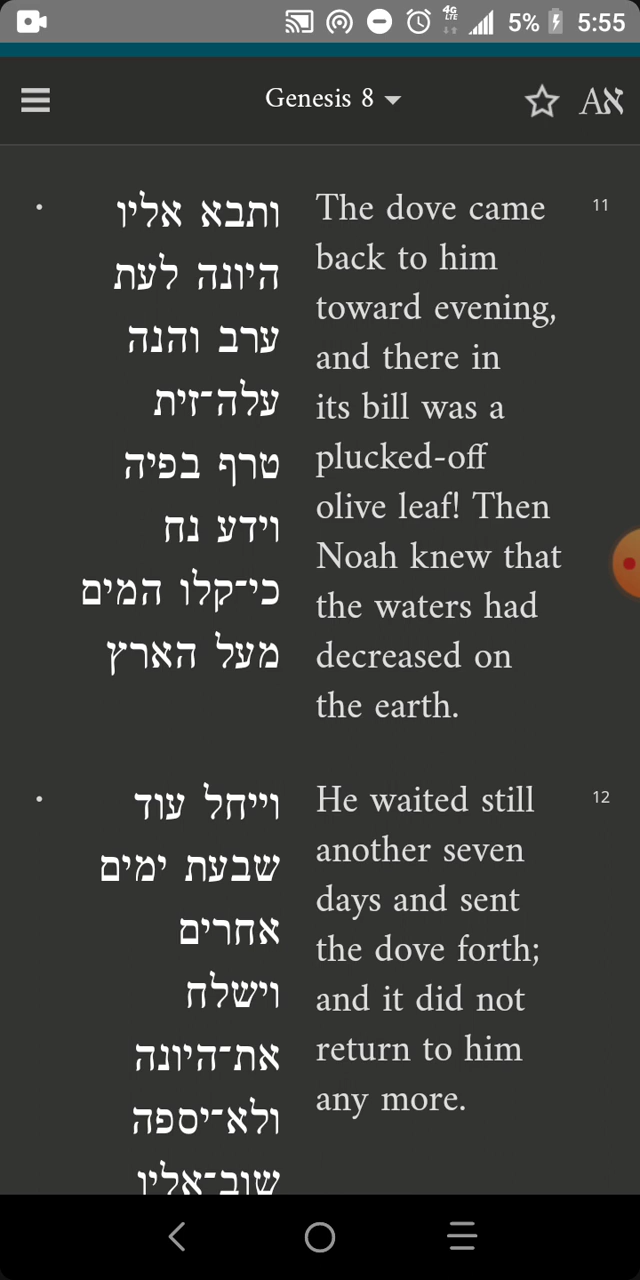 4G
LTE
5%
5:55
Genesis 8
Aא
ותבא אליו
היונה לעת
ערב והנה
עלה־זית
טרף בפיה
וידע נח
כי־קלו המים
מעל הארץ
The dove came
back to him
toward evening,
and there in
its bill was a
plucked-off
olive leaf! Then
Noah knew that
the waters had
decreased on
the earth.
11
וייחל עוד
שבעת ימים
אחרים
וישלח
את־היונה
ולא־יספה
שוב־אליו
He waited still
another seven
days and sent
the dove forth;
and it did not
return to him
any more.
12